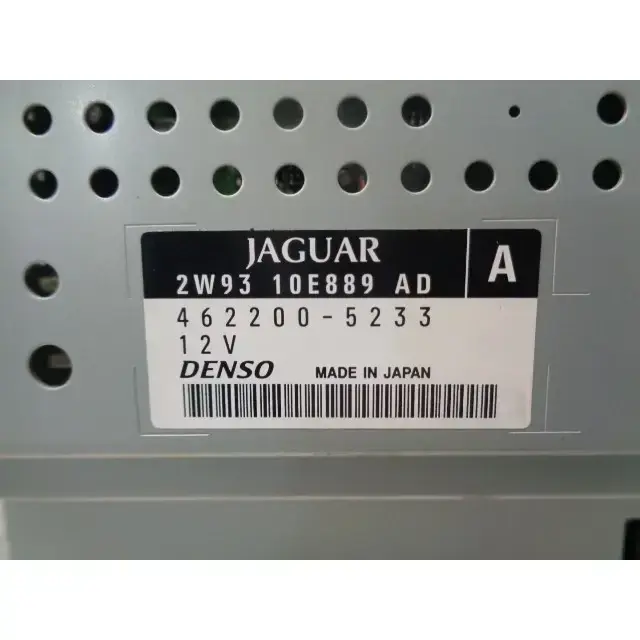 JAGUAR
2W93 10E889 AD
A
462200-5233
12V
DENSO MADE IN JAPAN